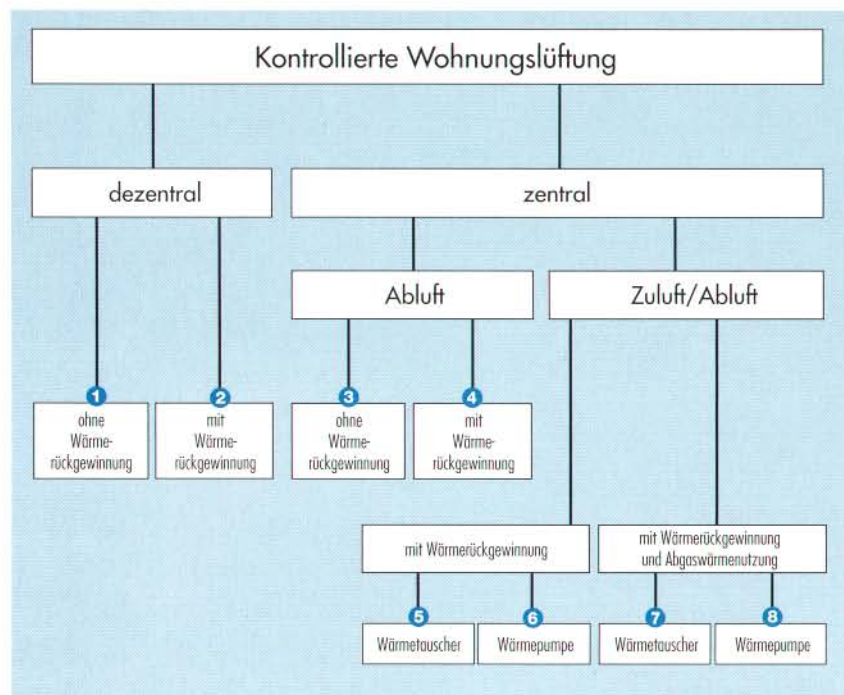 Kontrollierte Wohnungslüftung
dezentral
zentral
Abluft
Zuluft/Abluft
1
ohne
Wärme-
rückgewinnung
2
mit
Wärme-
rückgewinnung
3
ohne
Wärme-
rückgewinnung
4
mit
Wärme-
rückgewinnung
mit Wärmerückgewinnung
mit Wärmerückgewinnung
und Abgaswärmenutzung
5
Wärmetauscher
6
Wärmepumpe
7
Wärmetauscher
8
Wärmepumpe